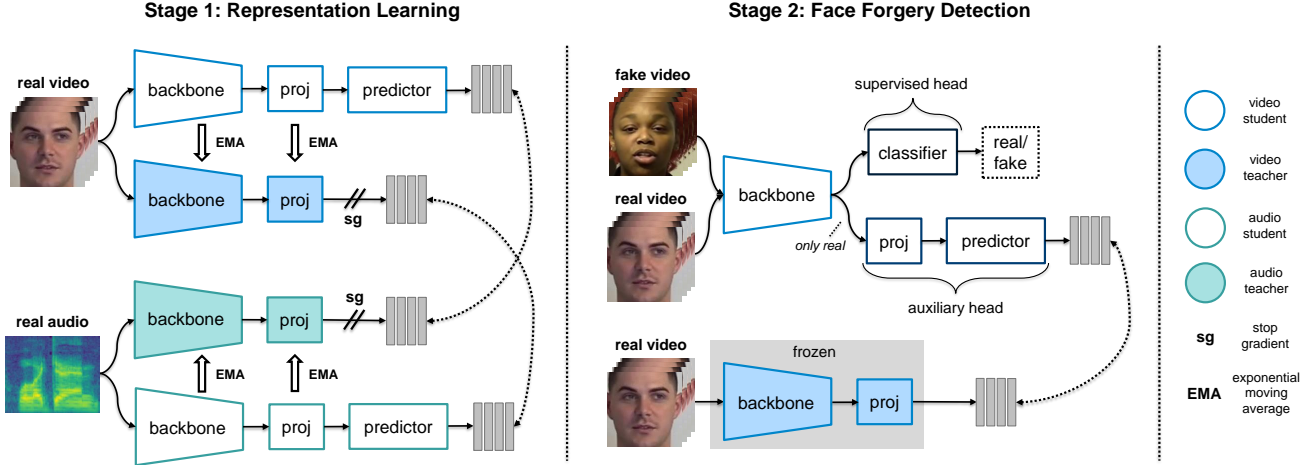 Stage 1: Representation Learning
real video
backbone
proj
predictor
EMA
EMA
backbone
proj
sg
real audio
backbone
proj
sg
EMA
EMA
backbone
proj
predictor
Stage 2: Face Forgery Detection
fake video
real video
backbone
supervised head
classifier
real/
fake
only real
proj
predictor
auxiliary head
real video
frozen
backbone
proj
video
student
video
teacher
audio
student
audio
teacher
sg
stop
gradient
EMA
exponential
moving
average